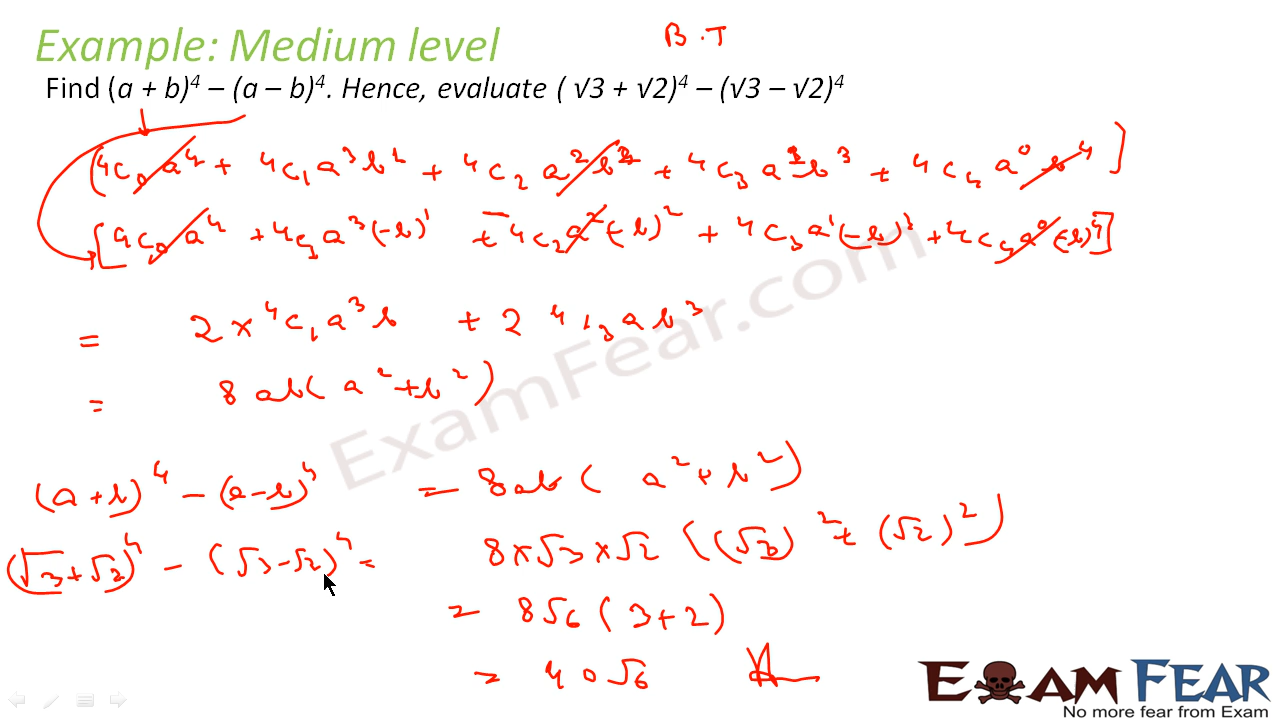 Example: Medium level
B.T
Find (a + b)⁴ – (a – b)⁴. Hence, evaluate ( √3 + √2)⁴ – (√3 – √2)⁴
[⁴C₀a⁴ + ⁴C₁a³b¹ + ⁴C₂a²b² + ⁴C₃a¹b³ + ⁴C₄a⁰b⁴]
– [⁴C₀a⁴ + ⁴C₁a³(-b)¹ + ⁴C₂a²(-b)² + ⁴C₃a¹(-b)³ + ⁴C₄a⁰(-b)⁴]
= 2×⁴C₁a³b + 2 ⁴C₃ab³
= 8ab(a²+b²)
(a+b)⁴ – (a-b)⁴ = 8ab( a²+b²)
(√3+√2)⁴ – (√3-√2)⁴ = 8×√3×√2 ((√3)²+(√2)²)
= 8√6(3+2)
= 40√6
ExamFear.com
EXAM FEAR
No more fear from Exam